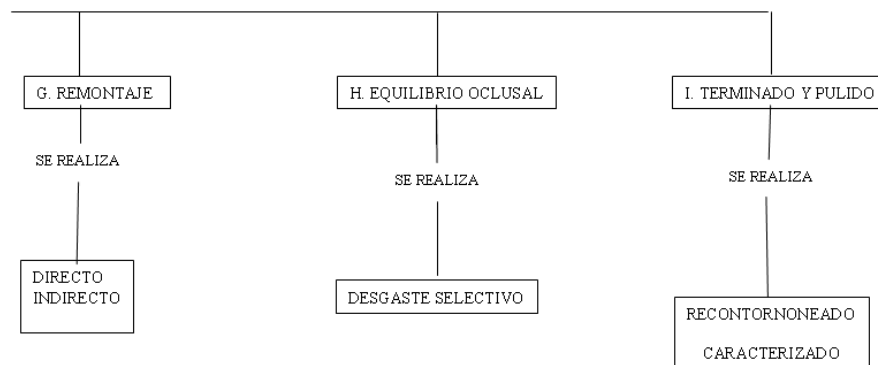 G. REMONTAJE
H. EQUILIBRIO OCLUSAL
I. TERMINADO Y PULIDO
SE REALIZA
SE REALIZA
SE REALIZA
DIRECTO
INDIRECTO
DESGASTE SELECTIVO
RECONTORNONEADO
CARACTERIZADO